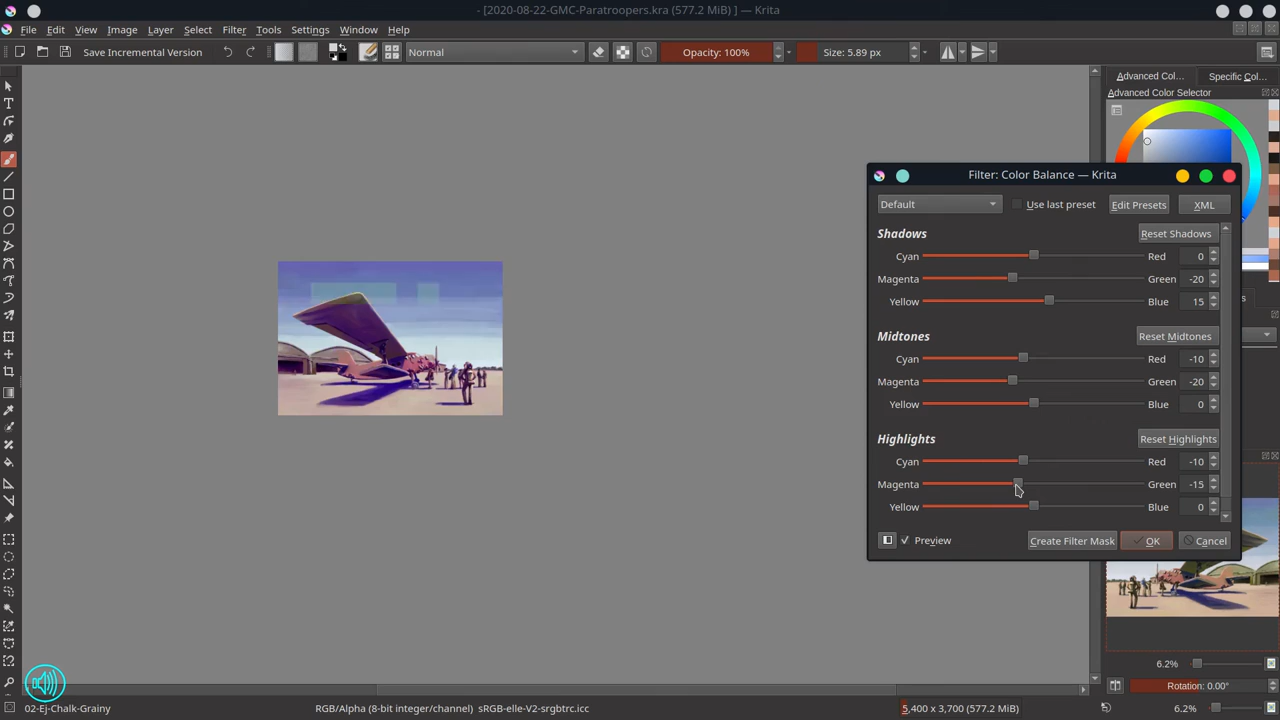 - [2020-08-22-GMC-Paratroopers.kra (577.2 MiB) ] — Krita
File Edit View Image Layer Select Filter Tools Settings Window Help
Save Incremental Version Normal Opacity: 100% Size: 5.89 px
Advanced Col... Specific Col...
Advanced Color Selector
Filter: Color Balance — Krita
Default Use last preset Edit Presets XML
Shadows Reset Shadows
Cyan Red 0
Magenta Green -20
Yellow Blue 15
Midtones Reset Midtones
Cyan Red -10
Magenta Green -20
Yellow Blue 0
Highlights Reset Highlights
Cyan Red -10
Magenta Green -15
Yellow Blue 0
Preview Create Filter Mask OK Cancel
6.2%
Rotation: 0.00°
02-Ej-Chalk-Grainy RGB/Alpha (8-bit integer/channel) sRGB-elle-V2-srgbtrc.icc 5,400 x 3,700 (577.2 MiB) 6.2%